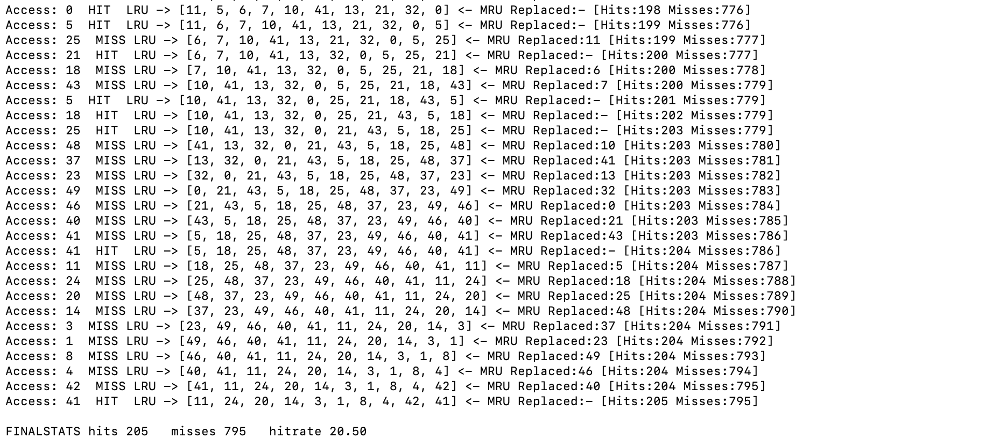 Access: 0  HIT  LRU -> [11, 5, 6, 7, 10, 41, 13, 21, 32, 0] <- MRU Replaced:- [Hits:198 Misses:776]
Access: 5  HIT  LRU -> [11, 6, 7, 10, 41, 13, 21, 32, 0, 5] <- MRU Replaced:- [Hits:199 Misses:776]
Access: 25  MISS LRU -> [6, 7, 10, 41, 13, 21, 32, 0, 5, 25] <- MRU Replaced:11 [Hits:199 Misses:777]
Access: 21  HIT  LRU -> [6, 7, 10, 41, 13, 32, 0, 5, 25, 21] <- MRU Replaced:- [Hits:200 Misses:777]
Access: 18  MISS LRU -> [7, 10, 41, 13, 32, 0, 5, 25, 21, 18] <- MRU Replaced:6 [Hits:200 Misses:778]
Access: 43  MISS LRU -> [10, 41, 13, 32, 0, 5, 25, 21, 18, 43] <- MRU Replaced:7 [Hits:200 Misses:779]
Access: 5  HIT  LRU -> [10, 41, 13, 32, 0, 25, 21, 18, 43, 5] <- MRU Replaced:- [Hits:201 Misses:779]
Access: 18  HIT  LRU -> [10, 41, 13, 32, 0, 25, 21, 43, 5, 18] <- MRU Replaced:- [Hits:202 Misses:779]
Access: 25  HIT  LRU -> [10, 41, 13, 32, 0, 21, 43, 5, 18, 25] <- MRU Replaced:- [Hits:203 Misses:779]
Access: 48  MISS LRU -> [41, 13, 32, 0, 21, 43, 5, 18, 25, 48] <- MRU Replaced:10 [Hits:203 Misses:780]
Access: 37  MISS LRU -> [13, 32, 0, 21, 43, 5, 18, 25, 48, 37] <- MRU Replaced:41 [Hits:203 Misses:781]
Access: 23  MISS LRU -> [32, 0, 21, 43, 5, 18, 25, 48, 37, 23] <- MRU Replaced:13 [Hits:203 Misses:782]
Access: 49  MISS LRU -> [0, 21, 43, 5, 18, 25, 48, 37, 23, 49] <- MRU Replaced:32 [Hits:203 Misses:783]
Access: 46  MISS LRU -> [21, 43, 5, 18, 25, 48, 37, 23, 49, 46] <- MRU Replaced:0 [Hits:203 Misses:784]
Access: 40  MISS LRU -> [43, 5, 18, 25, 48, 37, 23, 49, 46, 40] <- MRU Replaced:21 [Hits:203 Misses:785]
Access: 41  MISS LRU -> [5, 18, 25, 48, 37, 23, 49, 46, 40, 41] <- MRU Replaced:43 [Hits:203 Misses:786]
Access: 41  HIT  LRU -> [5, 18, 25, 48, 37, 23, 49, 46, 40, 41] <- MRU Replaced:- [Hits:204 Misses:786]
Access: 11  MISS LRU -> [18, 25, 48, 37, 23, 49, 46, 40, 41, 11] <- MRU Replaced:5 [Hits:204 Misses:787]
Access: 24  MISS LRU -> [25, 48, 37, 23, 49, 46, 40, 41, 11, 24] <- MRU Replaced:18 [Hits:204 Misses:788]
Access: 20  MISS LRU -> [48, 37, 23, 49, 46, 40, 41, 11, 24, 20] <- MRU Replaced:25 [Hits:204 Misses:789]
Access: 14  MISS LRU -> [37, 23, 49, 46, 40, 41, 11, 24, 20, 14] <- MRU Replaced:48 [Hits:204 Misses:790]
Access: 3  MISS LRU -> [23, 49, 46, 40, 41, 11, 24, 20, 14, 3] <- MRU Replaced:37 [Hits:204 Misses:791]
Access: 1  MISS LRU -> [49, 46, 40, 41, 11, 24, 20, 14, 3, 1] <- MRU Replaced:23 [Hits:204 Misses:792]
Access: 8  MISS LRU -> [46, 40, 41, 11, 24, 20, 14, 3, 1, 8] <- MRU Replaced:49 [Hits:204 Misses:793]
Access: 4  MISS LRU -> [40, 41, 11, 24, 20, 14, 3, 1, 8, 4] <- MRU Replaced:46 [Hits:204 Misses:794]
Access: 42  MISS LRU -> [41, 11, 24, 20, 14, 3, 1, 8, 4, 42] <- MRU Replaced:40 [Hits:204 Misses:795]
Access: 41  HIT  LRU -> [11, 24, 20, 14, 3, 1, 8, 4, 42, 41] <- MRU Replaced:- [Hits:205 Misses:795]
FINALSTATS hits 205   misses 795   hitrate 20.50